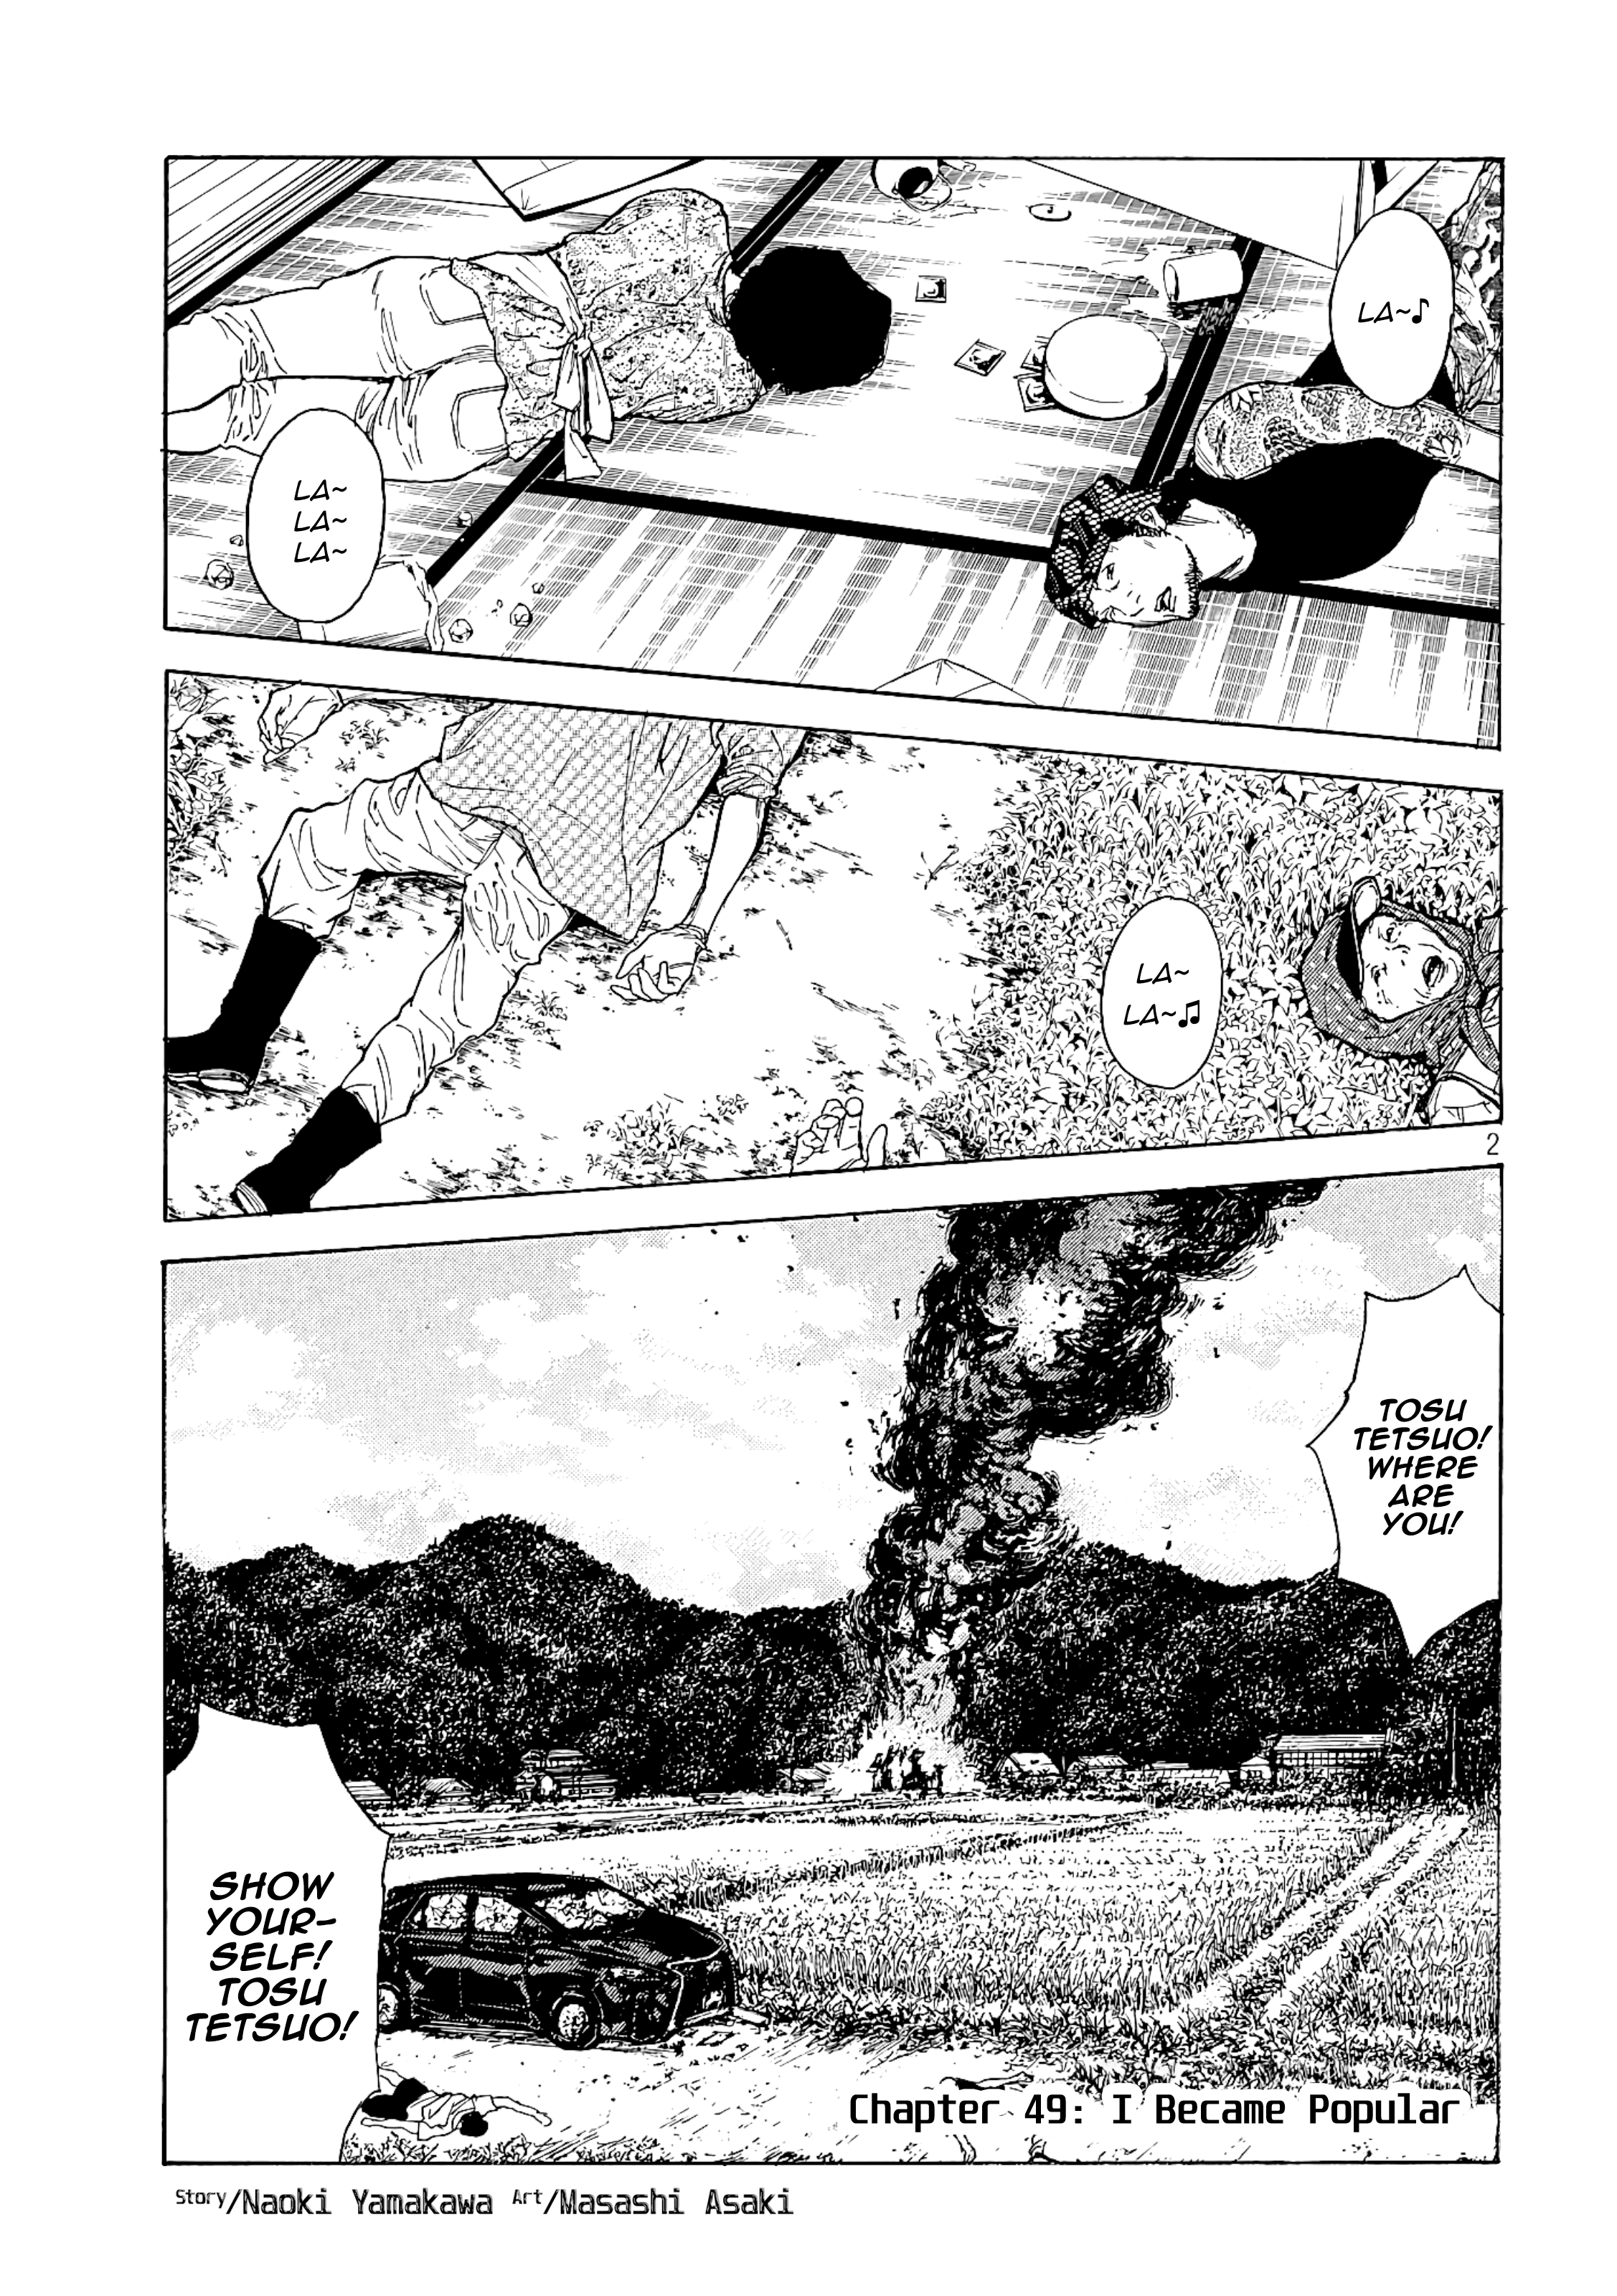 LA~♪
LA~
LA~
LA~
LA~
LA~♫
2
TOSU
TETSUO!
WHERE
ARE
YOU!
SHOW
YOUR-
SELF!
TOSU
TETSUO!
Chapter 49: I Became Popular
Story/Naoki Yamakawa Art/Masashi Asaki